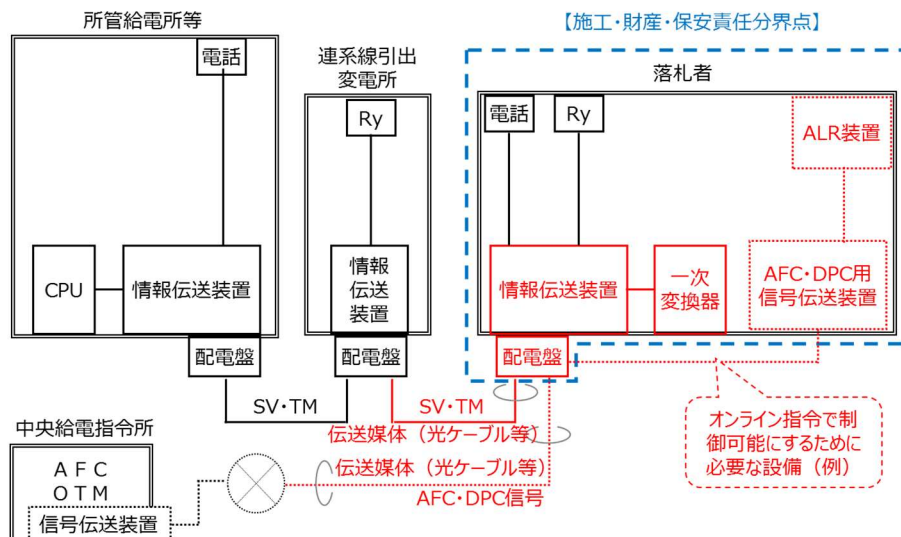 所管給電所等
電話
CPU
情報伝送装置
配電盤
連系線引出
変電所
Ry
情報
伝送
装置
配電盤
【施工・財産・保安責任分界点】
落札者
電話
Ry
ALR装置
情報伝送装置
一次
変換器
AFC・DPC用
信号伝送装置
配電盤
SV・TM
SV・TM
伝送媒体（光ケーブル等）
伝送媒体（光ケーブル等）
AFC・DPC信号
オンライン指令で制
御可能にするために
必要な設備（例）
中央給電指令所
ＡＦＣ
ＯＴＭ
信号伝送装置